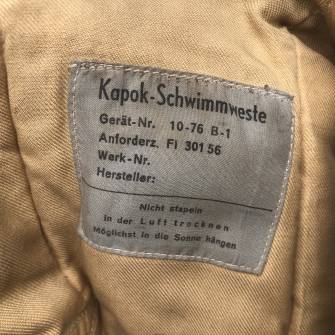 Kapok-Schwimmweste
Gerät-Nr. 10-76 B-1
Anforderz. Fl 30156
Werk-Nr.
Hersteller:
Nicht stapeln
in der Luft trocknen
Möglichst in die Sonne hängen